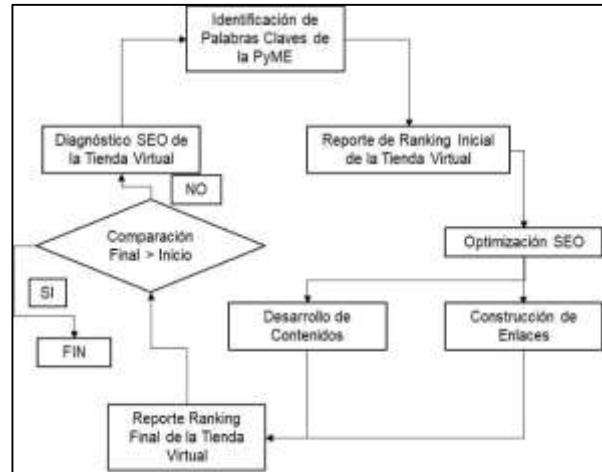 Identificación de
Palabras Claves de
la PyME
Diagnóstico SEO de
la Tienda Virtual
Reporte de Ranking Inicial
de la Tienda Virtual
NO
Comparación
Final > Inicio
Optimización SEO
SI
Desarrollo de
Contenidos
Construcción de
Enlaces
FIN
Reporte Ranking
Final de la Tienda
Virtual